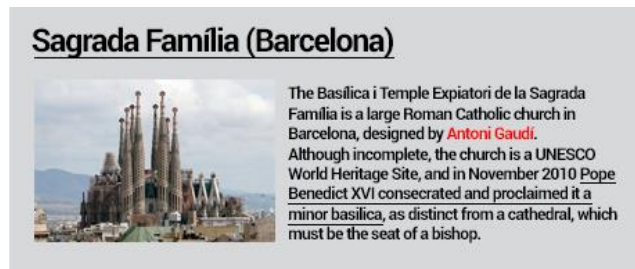 Sagrada Família (Barcelona)
The Basílica i Temple Expiatori de la Sagrada
Família is a large Roman Catholic church in
Barcelona, designed by Antoni Gaudí.
Although incomplete, the church is a UNESCO
World Heritage Site, and in November 2010 Pope
Benedict XVI consecrated and proclaimed it a
minor basilica, as distinct from a cathedral, which
must be the seat of a bishop.